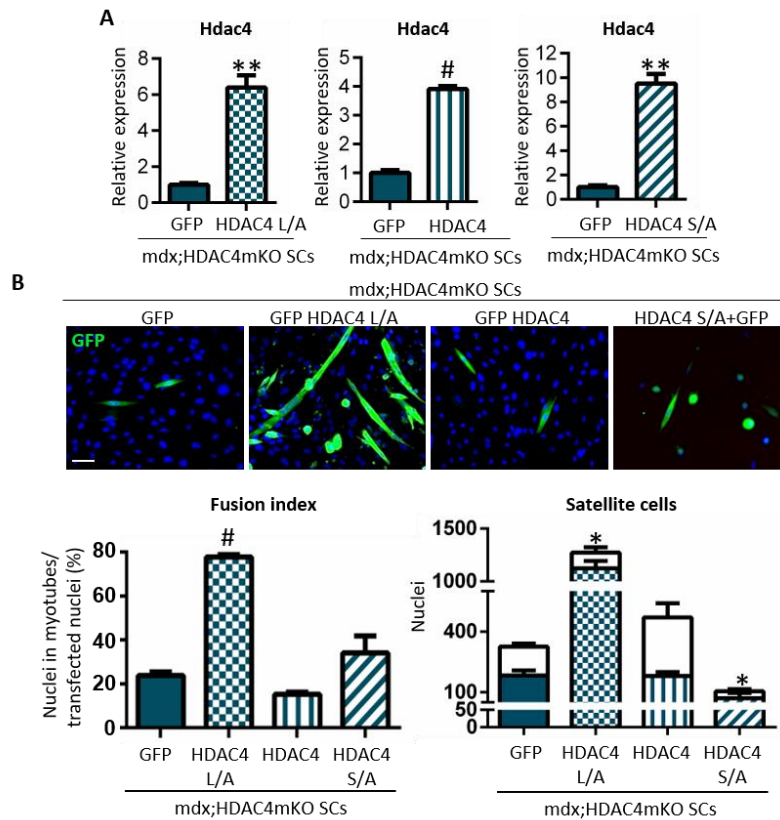 A
Hdac4
Hdac4
Hdac4
Relative expression
8
6
4
2
0
**
GFP HDAC4 L/A
mdx;HDAC4mKO SCs
Relative expression
5
4
3
2
1
0
#
GFP HDAC4
mdx;HDAC4mKO SCs
Relative expression
12
10
8
6
4
2
0
**
GFP HDAC4 S/A
mdx;HDAC4mKO SCs
B
mdx;HDAC4mKO SCs
GFP GFP HDAC4 L/A GFP HDAC4 HDAC4 S/A+GFP
GFP
Fusion index
Nuclei in myotubes/
transfected nuclei (%)
80
60
40
20
0
#
GFP HDAC4 HDAC4 HDAC4
L/A S/A
mdx;HDAC4mKO SCs
Satellite cells
Nuclei
1500
1000
400
100
50
0
*
*
GFP HDAC4 HDAC4 HDAC4
L/A S/A
mdx;HDAC4mKO SCs